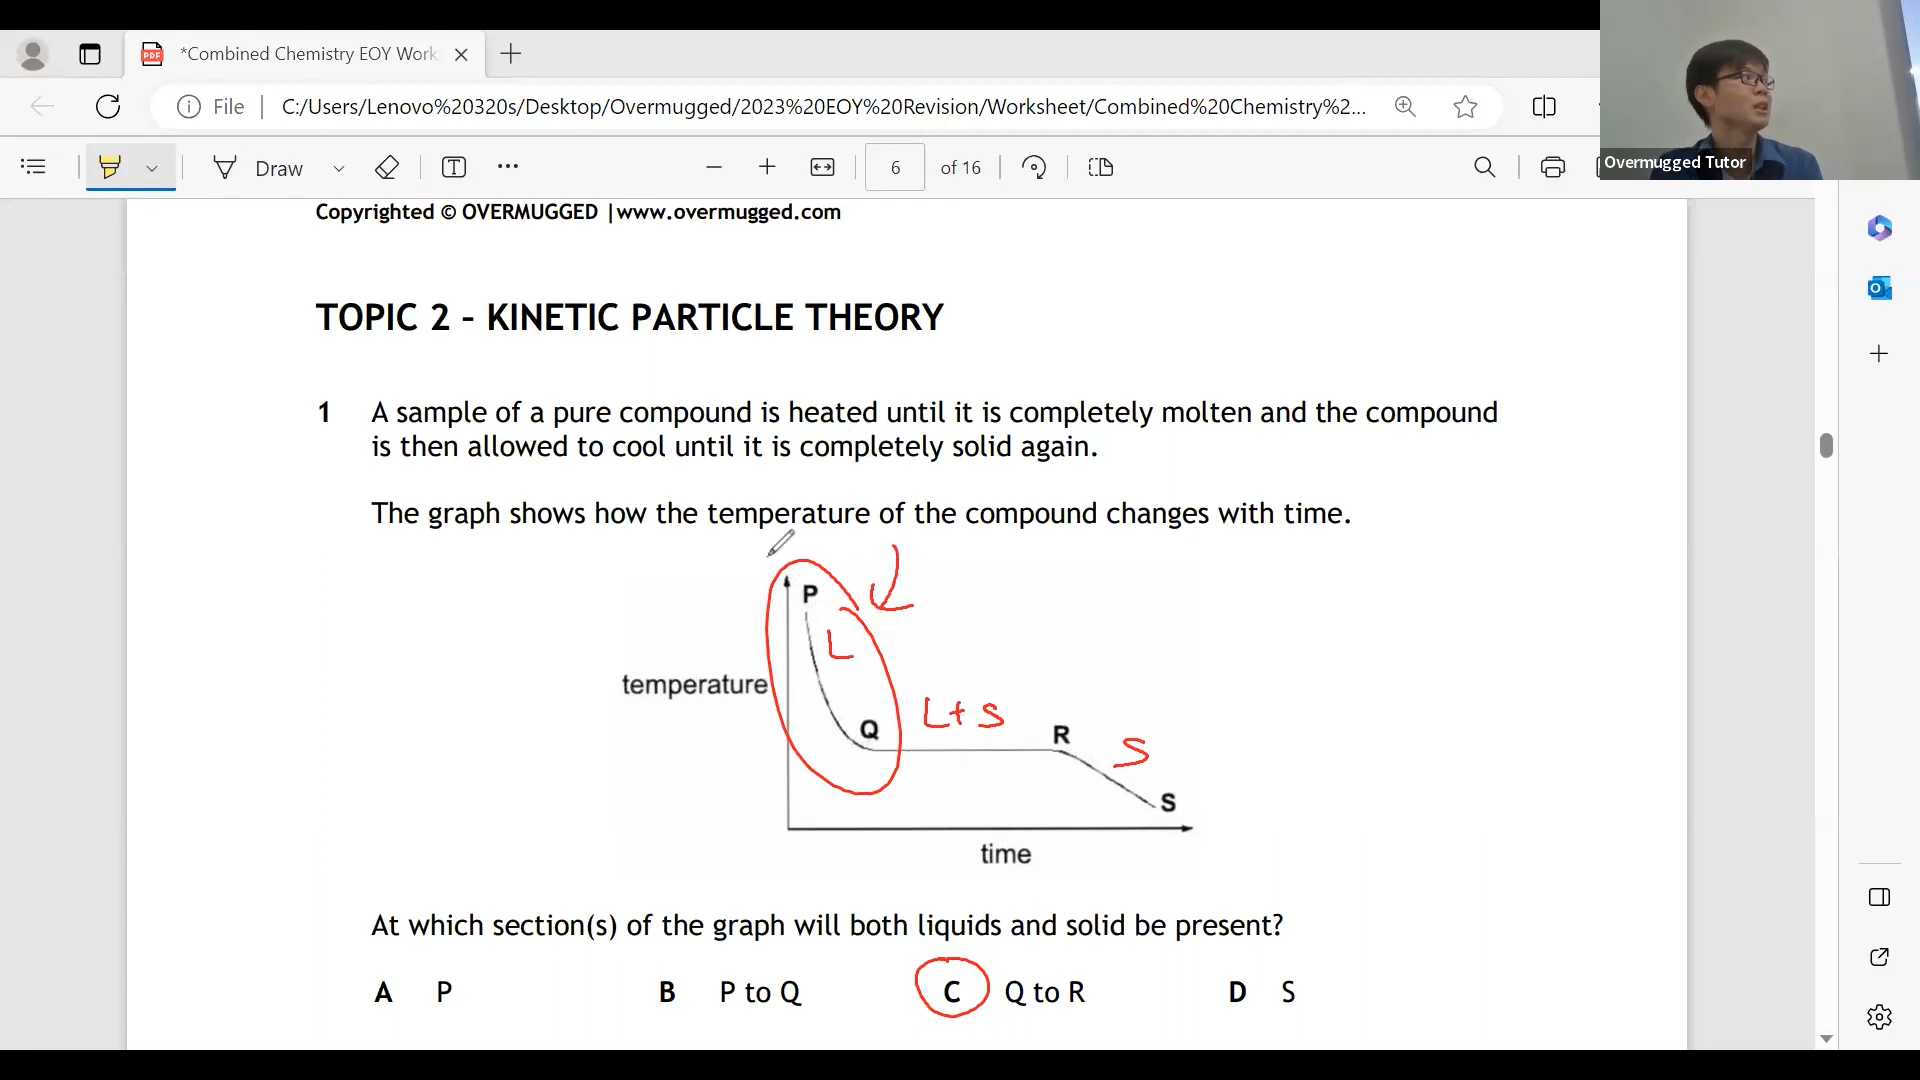 *Combined Chemistry EOY Work
File
C:/Users/Lenovo%20320s/Desktop/Overmugged/2023%20EOY%20Revision/Worksheet/Combined%20Chemistry%2...
Draw
6 of 16
Overmugged Tutor
Copyrighted © OVERMUGGED |www.overmugged.com
TOPIC 2 – KINETIC PARTICLE THEORY
1 A sample of a pure compound is heated until it is completely molten and the compound
is then allowed to cool until it is completely solid again.
The graph shows how the temperature of the compound changes with time.
P
L
temperature
Q
L+S
R
S
S
time
At which section(s) of the graph will both liquids and solid be present?
A P B P to Q C Q to R D S